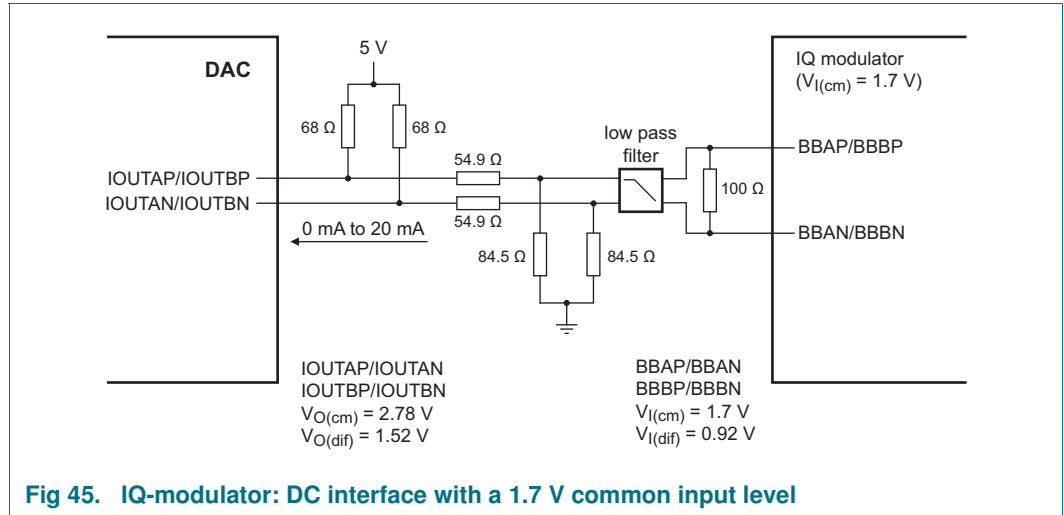 5 V
DAC
IQ modulator
(VI(cm) = 1.7 V)
68 Ω
68 Ω
low pass
filter
BBAP/BBBP
54.9 Ω
IOUTAP/IOUTBP
100 Ω
IOUTAN/IOUTBN
54.9 Ω
0 mA to 20 mA
BBAN/BBBN
84.5 Ω
84.5 Ω
IOUTAP/IOUTAN
IOUTBP/IOUTBN
VO(cm) = 2.78 V
VO(dif) = 1.52 V
BBAP/BBAN
BBBP/BBBN
VI(cm) = 1.7 V
VI(dif) = 0.92 V
Fig 45. IQ-modulator: DC interface with a 1.7 V common input level